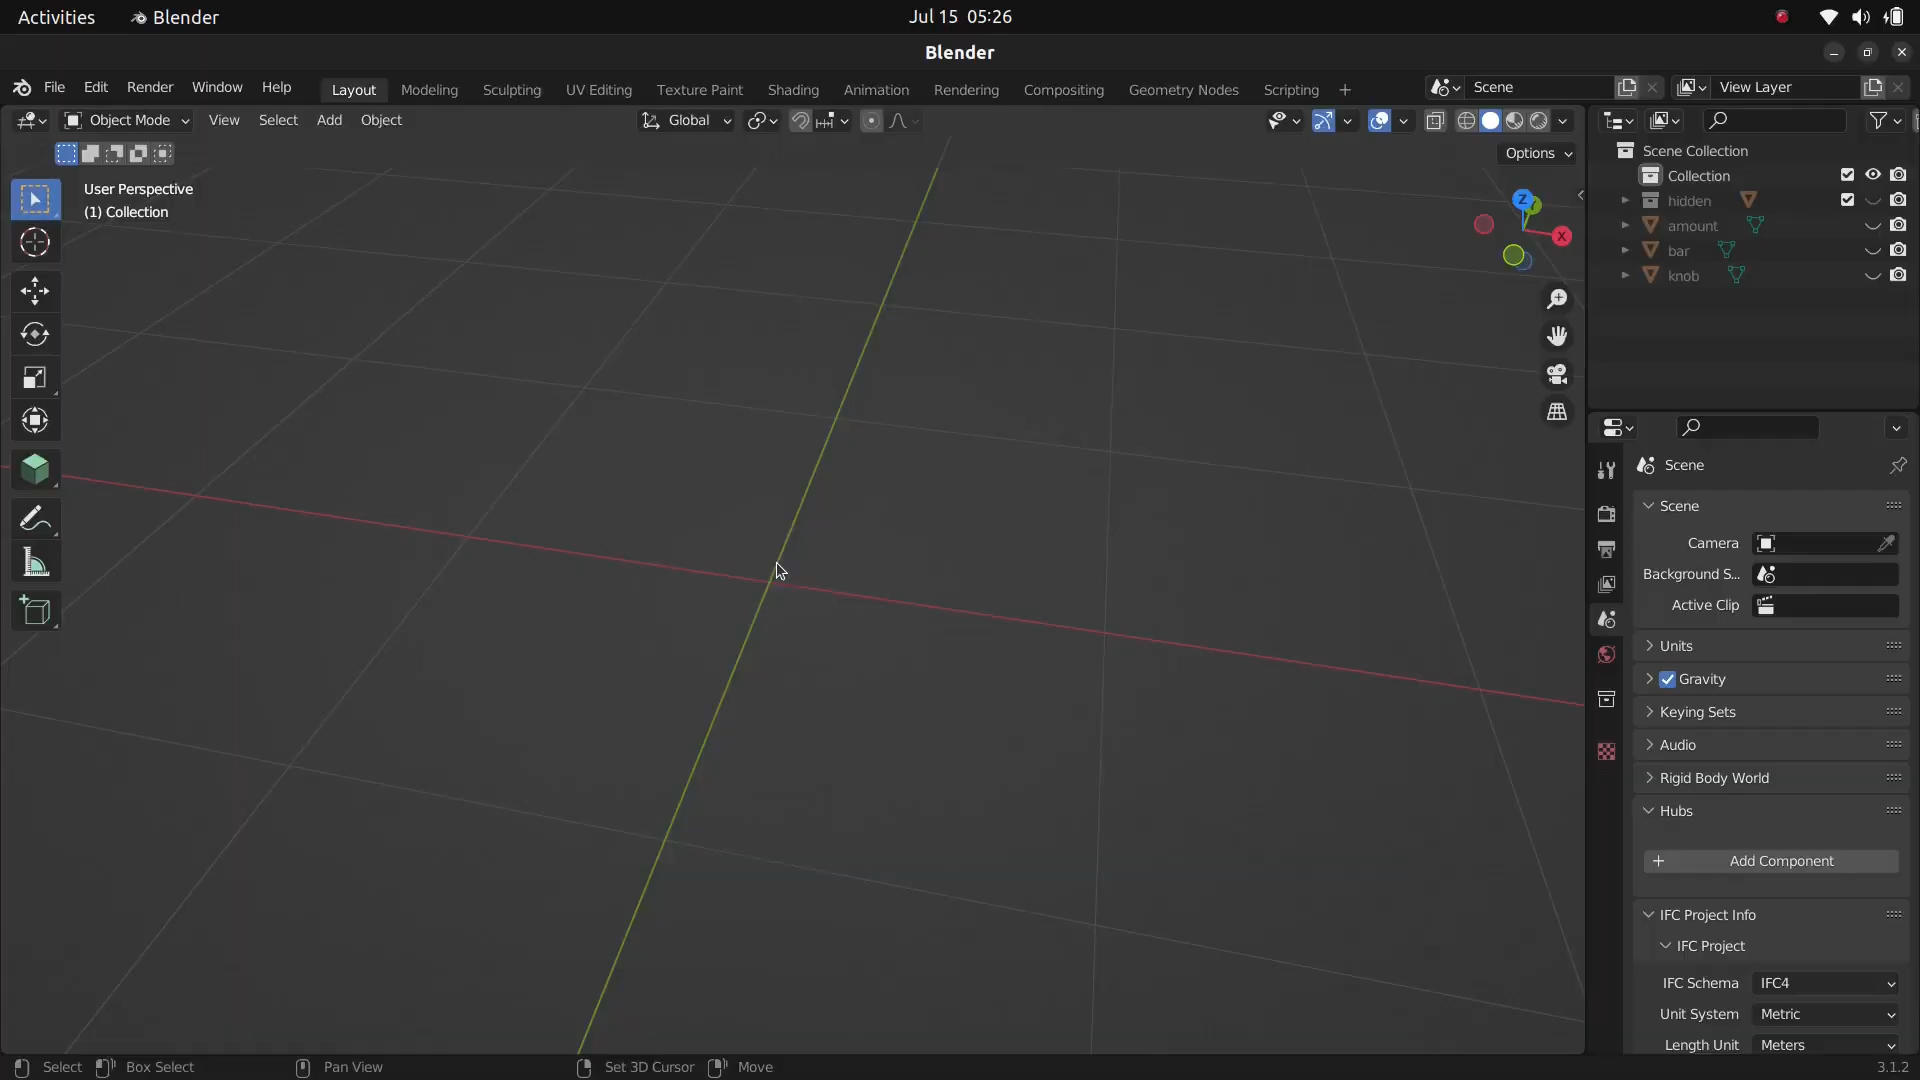 Activities Blender Jul 15 05:26
Blender
File Edit Render Window Help Layout Modeling Sculpting UV Editing Texture Paint Shading Animation Rendering Compositing Geometry Nodes Scripting + Scene View Layer
Object Mode View Select Add Object Global
Options
User Perspective
(1) Collection
Z
Y
X
Scene Collection
Collection
hidden
amount
bar
knob
Scene
Scene
Camera
Background S...
Active Clip
Units
Gravity
Keying Sets
Audio
Rigid Body World
Hubs
+ Add Component
IFC Project Info
IFC Project
IFC Schema IFC4
Unit System Metric
Length Unit Meters
Select Box Select Pan View Set 3D Cursor Move 3.1.2